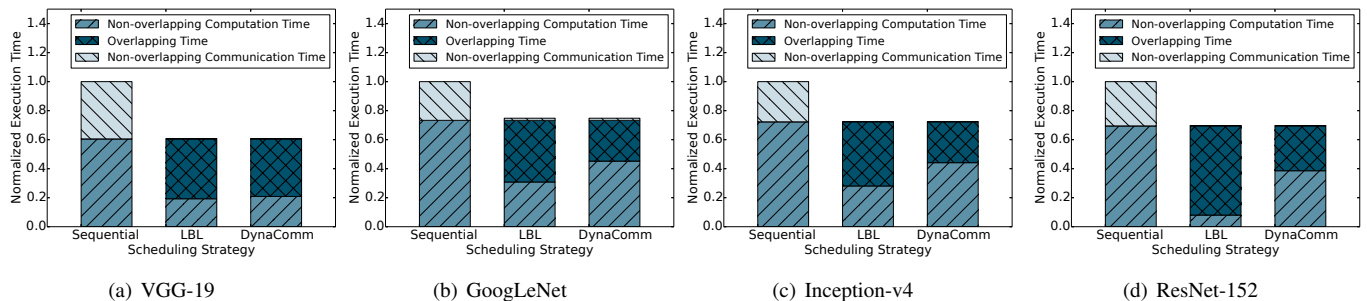 Normalized Execution Time
1.4
1.2
1.0
0.8
0.6
0.4
0.2
0.0
Non-overlapping Computation Time
Overlapping Time
Non-overlapping Communication Time
Sequential LBL DynaComm
Scheduling Strategy
(a) VGG-19
Normalized Execution Time
1.4
1.2
1.0
0.8
0.6
0.4
0.2
0.0
Non-overlapping Computation Time
Overlapping Time
Non-overlapping Communication Time
Sequential LBL DynaComm
Scheduling Strategy
(b) GoogLeNet
Normalized Execution Time
1.4
1.2
1.0
0.8
0.6
0.4
0.2
0.0
Non-overlapping Computation Time
Overlapping Time
Non-overlapping Communication Time
Sequential LBL DynaComm
Scheduling Strategy
(c) Inception-v4
Normalized Execution Time
1.4
1.2
1.0
0.8
0.6
0.4
0.2
0.0
Non-overlapping Computation Time
Overlapping Time
Non-overlapping Communication Time
Sequential LBL DynaComm
Scheduling Strategy
(d) ResNet-152